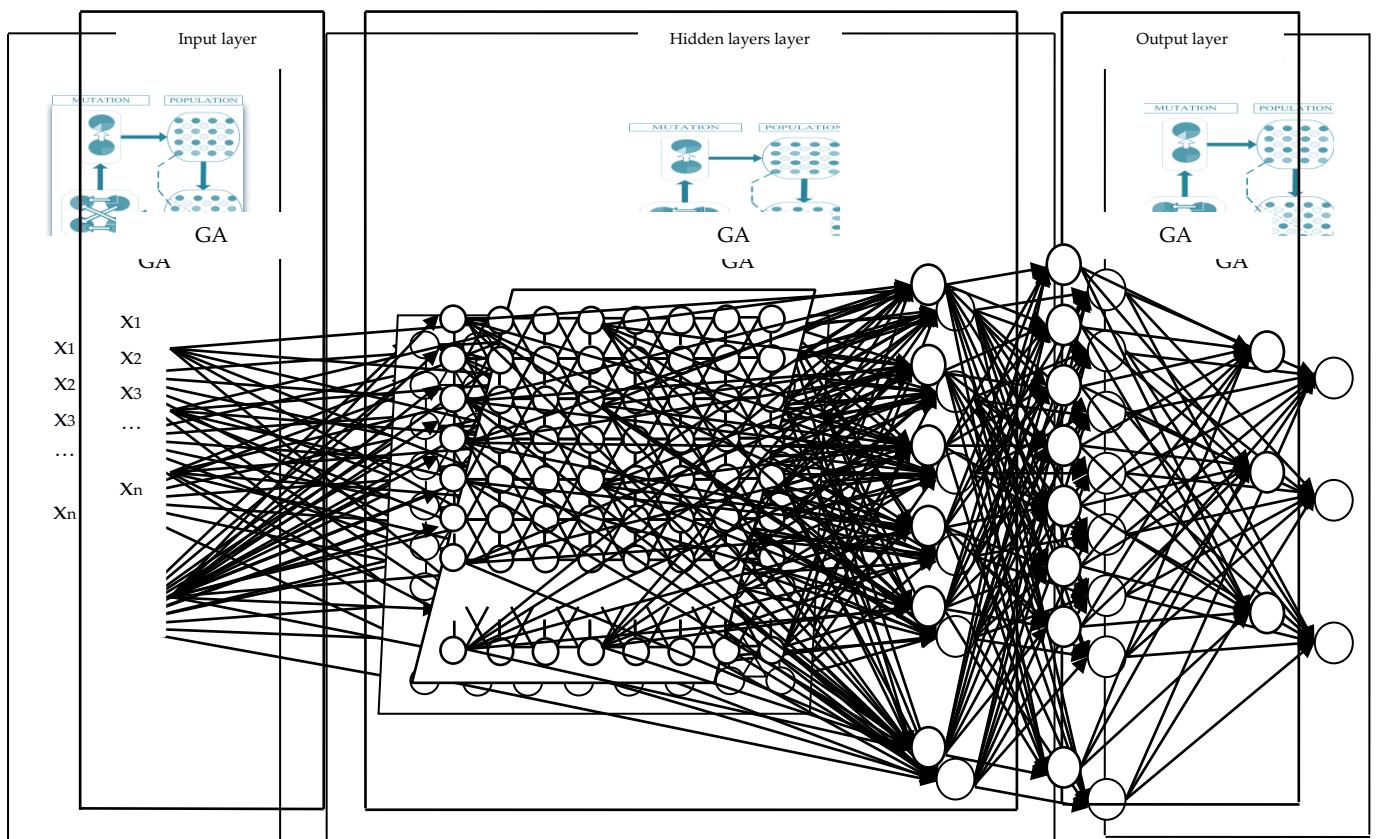 Input layer
Hidden layers layer
Output layer
MUTATION POPULATION
MUTATION POPULATION
MUTATION POPULATION
GA
GA
GA
GA
GA
GA
X1
X2
X3
…
Xn
X1
X2
X3
…
Xn